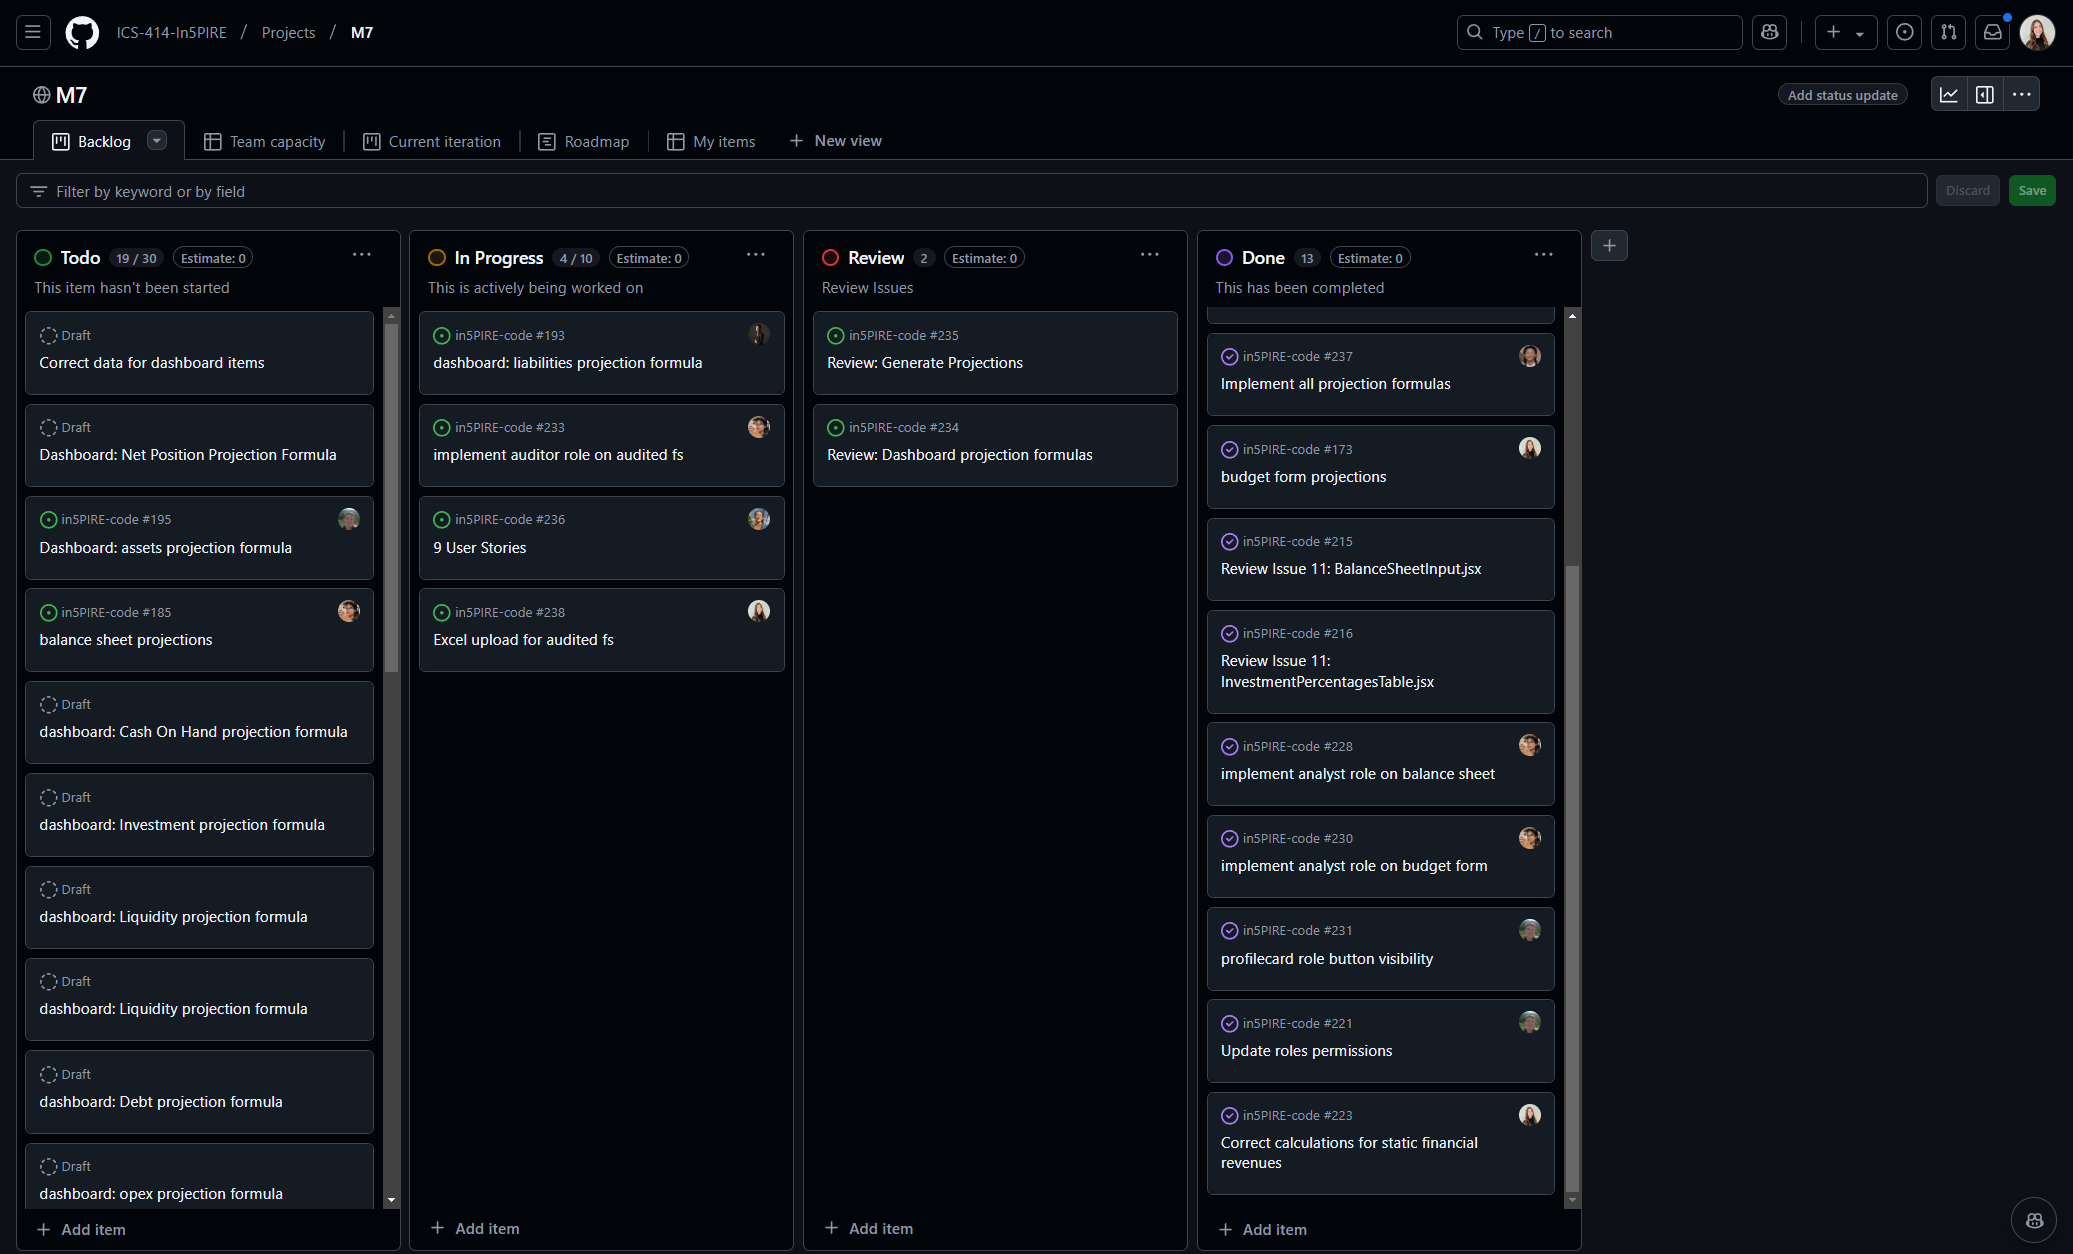 ICS-414-In5PIRE / Projects / M7
Type / to search
M7
Add status update
Backlog
Team capacity
Current iteration
Roadmap
My items
New view
Filter by keyword or by field
Discard
Save
Todo 19 / 30 Estimate: 0
This item hasn't been started
Draft
Correct data for dashboard items
Draft
Dashboard: Net Position Projection Formula
in5PIRE-code #195
Dashboard: assets projection formula
in5PIRE-code #185
balance sheet projections
Draft
dashboard: Cash On Hand projection formula
Draft
dashboard: Investment projection formula
Draft
dashboard: Liquidity projection formula
Draft
dashboard: Liquidity projection formula
Draft
dashboard: Debt projection formula
Draft
dashboard: opex projection formula
Add item
In Progress 4 / 10 Estimate: 0
This is actively being worked on
in5PIRE-code #193
dashboard: liabilities projection formula
in5PIRE-code #233
implement auditor role on audited fs
in5PIRE-code #236
9 User Stories
in5PIRE-code #238
Excel upload for audited fs
Add item
Review 2 Estimate: 0
Review Issues
in5PIRE-code #235
Review: Generate Projections
in5PIRE-code #234
Review: Dashboard projection formulas
Add item
Done 13 Estimate: 0
This has been completed
in5PIRE-code #237
Implement all projection formulas
in5PIRE-code #173
budget form projections
in5PIRE-code #215
Review Issue 11: BalanceSheetInput.jsx
in5PIRE-code #216
Review Issue 11:
InvestmentPercentagesTable.jsx
in5PIRE-code #228
implement analyst role on balance sheet
in5PIRE-code #230
implement analyst role on budget form
in5PIRE-code #231
profilecard role button visibility
in5PIRE-code #221
Update roles permissions
in5PIRE-code #223
Correct calculations for static financial
revenues
Add item